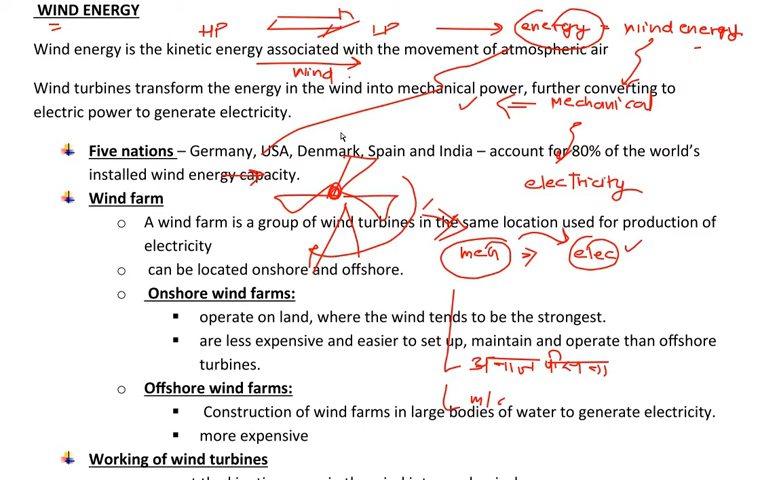 WIND ENERGY
HP LP energy - wind energy
Wind energy is the kinetic energy associated with the movement of atmospheric air
wind
Wind turbines transform the energy in the wind into mechanical power, further converting to
electric power to generate electricity.
mechanical
Five nations – Germany, USA, Denmark, Spain and India – account for 80% of the world's
installed wind energy capacity.
electricity
Wind farm
o A wind farm is a group of wind turbines in the same location used for production of
electricity
mech elec
o can be located onshore and offshore.
o Onshore wind farms:
▪ operate on land, where the wind tends to be the strongest.
▪ are less expensive and easier to set up, maintain and operate than offshore
turbines.
अनाज पीसना
o Offshore wind farms:
m/c
▪ Construction of wind farms in large bodies of water to generate electricity.
▪ more expensive
Working of wind turbines